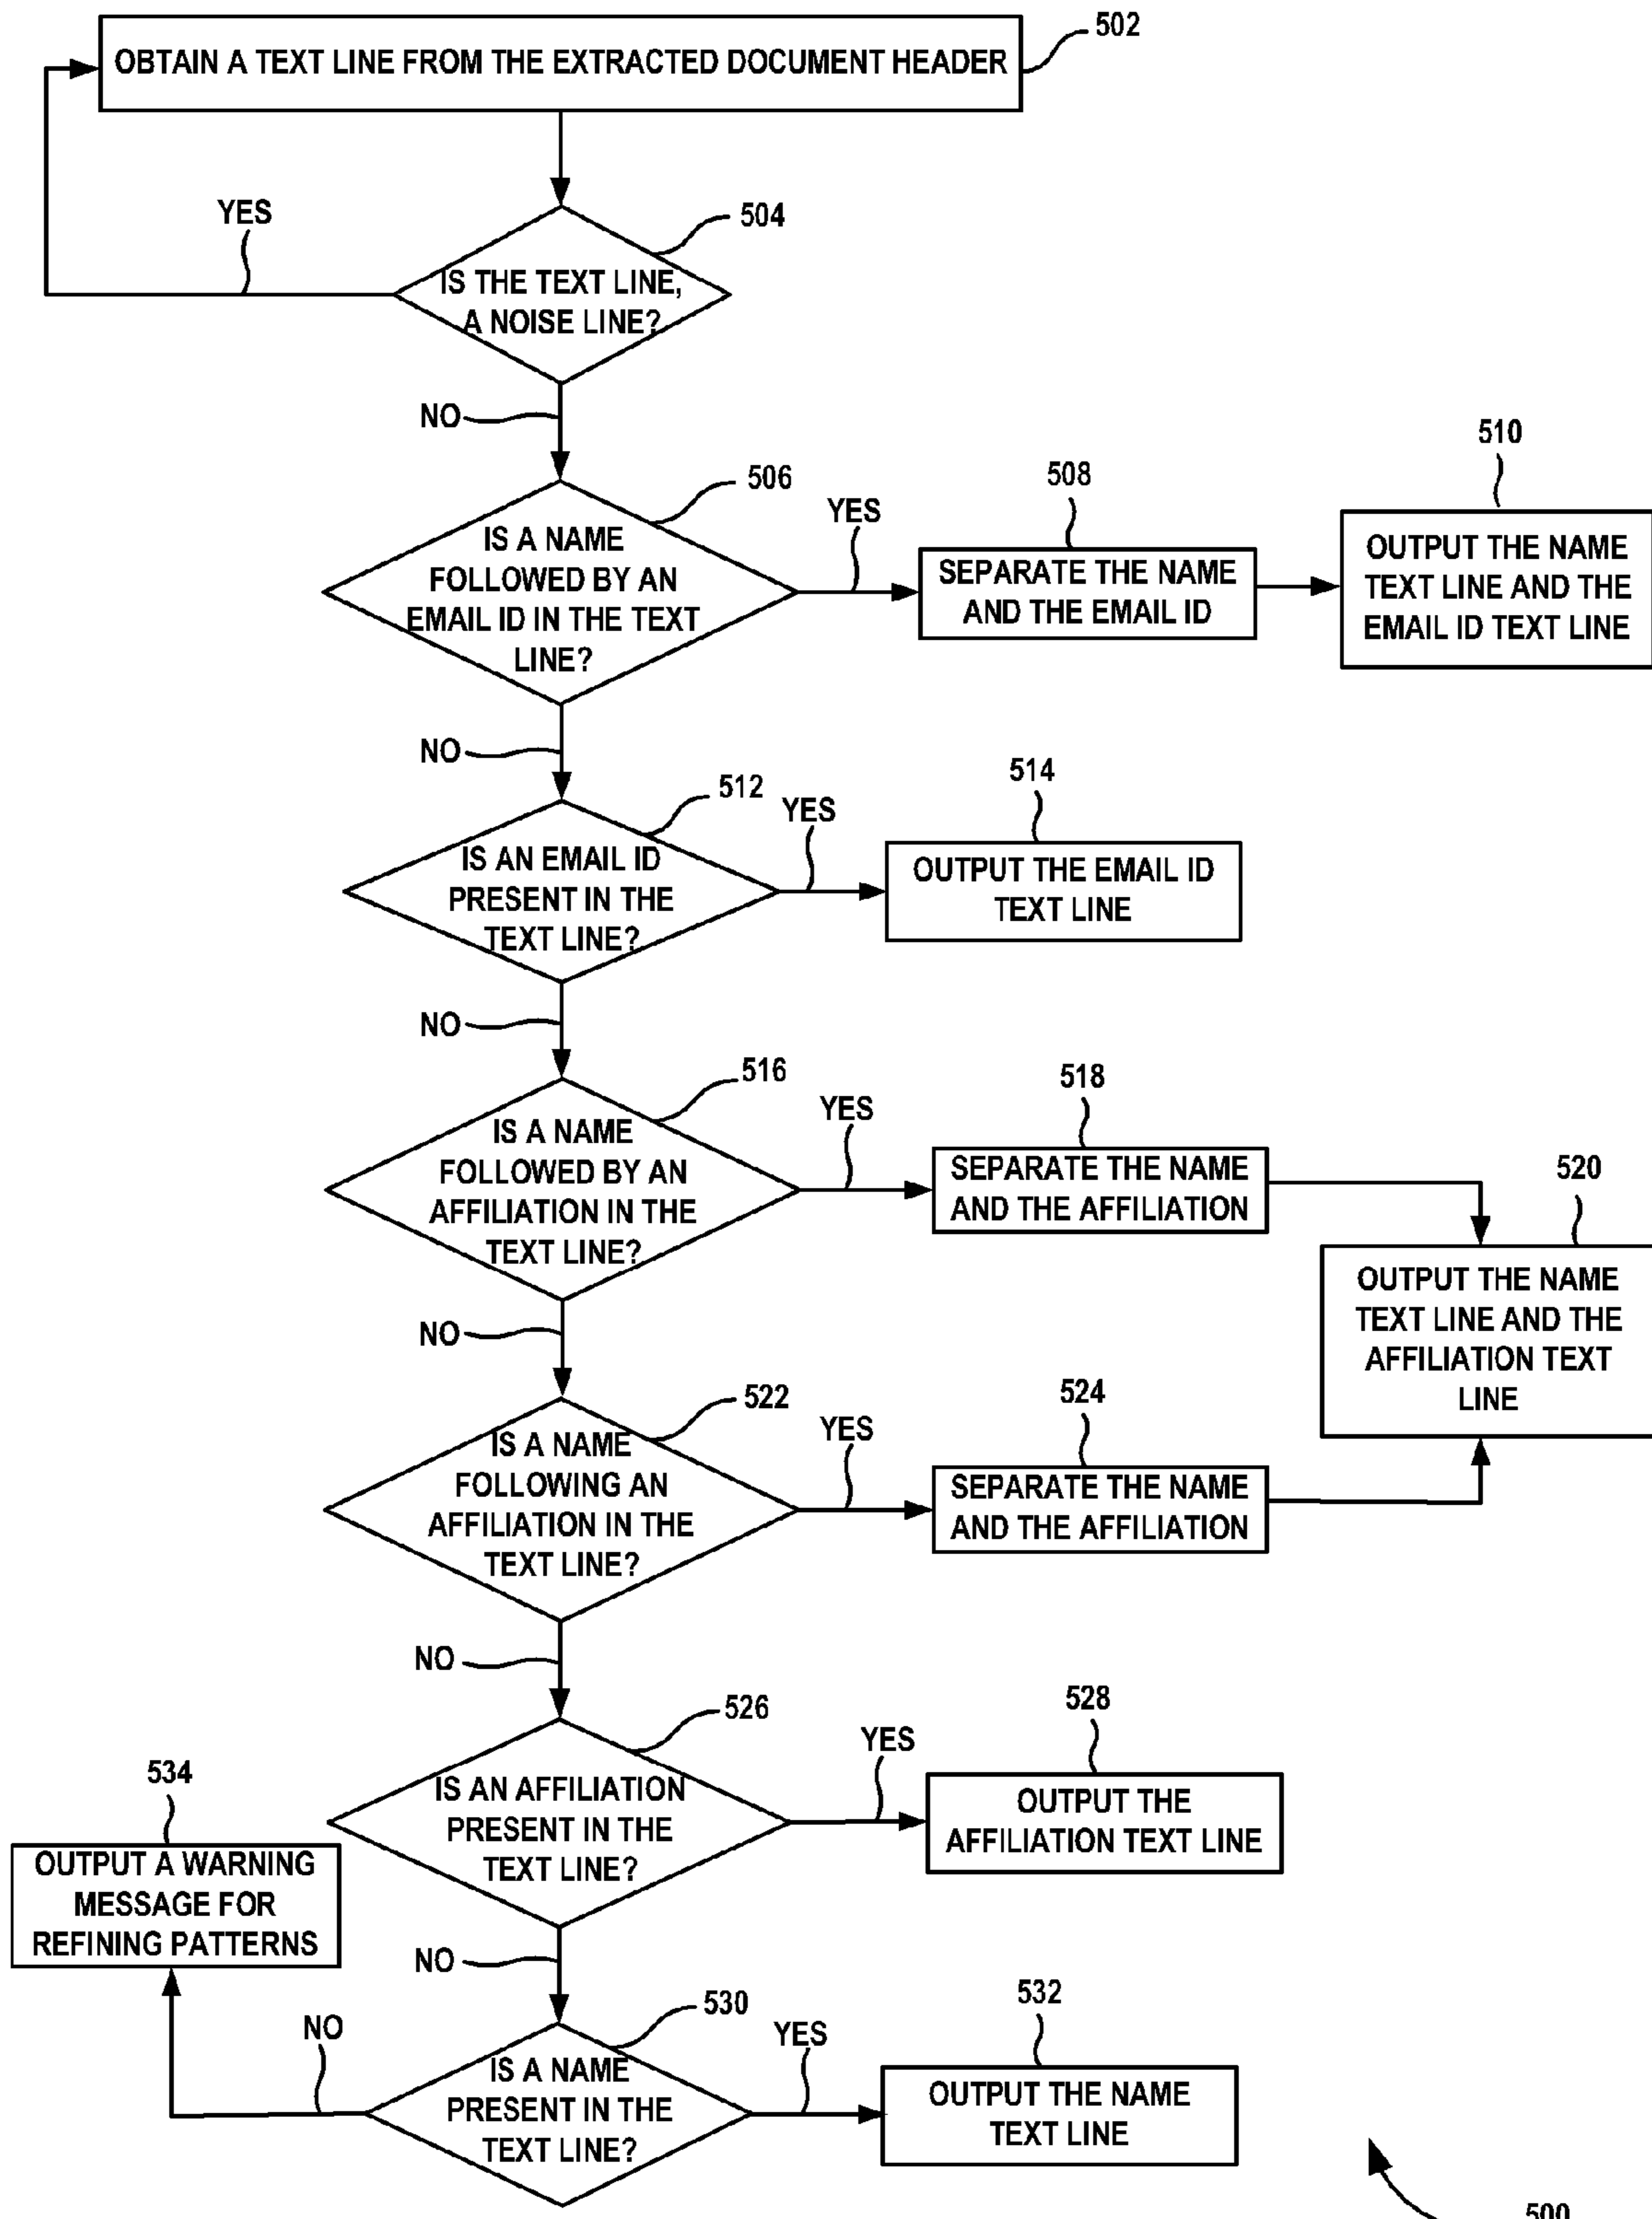 502
OBTAIN A TEXT LINE FROM THE EXTRACTED DOCUMENT HEADER
YES
504
IS THE TEXT LINE,
A NOISE LINE?
NO
506
IS A NAME
FOLLOWED BY AN
EMAIL ID IN THE TEXT
LINE?
YES
508
SEPARATE THE NAME
AND THE EMAIL ID
510
OUTPUT THE NAME
TEXT LINE AND THE
EMAIL ID TEXT LINE
NO
512
IS AN EMAIL ID
PRESENT IN THE
TEXT LINE?
YES
514
OUTPUT THE EMAIL ID
TEXT LINE
NO
516
IS A NAME
FOLLOWED BY AN
AFFILIATION IN THE
TEXT LINE?
YES
518
SEPARATE THE NAME
AND THE AFFILIATION
520
OUTPUT THE NAME
TEXT LINE AND THE
AFFILIATION TEXT
LINE
NO
522
IS A NAME
FOLLOWING AN
AFFILIATION IN THE
TEXT LINE?
YES
524
SEPARATE THE NAME
AND THE AFFILIATION
NO
526
IS AN AFFILIATION
PRESENT IN THE
TEXT LINE?
YES
528
OUTPUT THE
AFFILIATION TEXT LINE
534
OUTPUT A WARNING
MESSAGE FOR
REFINING PATTERNS
NO
NO
530
IS A NAME
PRESENT IN THE
TEXT LINE?
YES
532
OUTPUT THE NAME
TEXT LINE
500